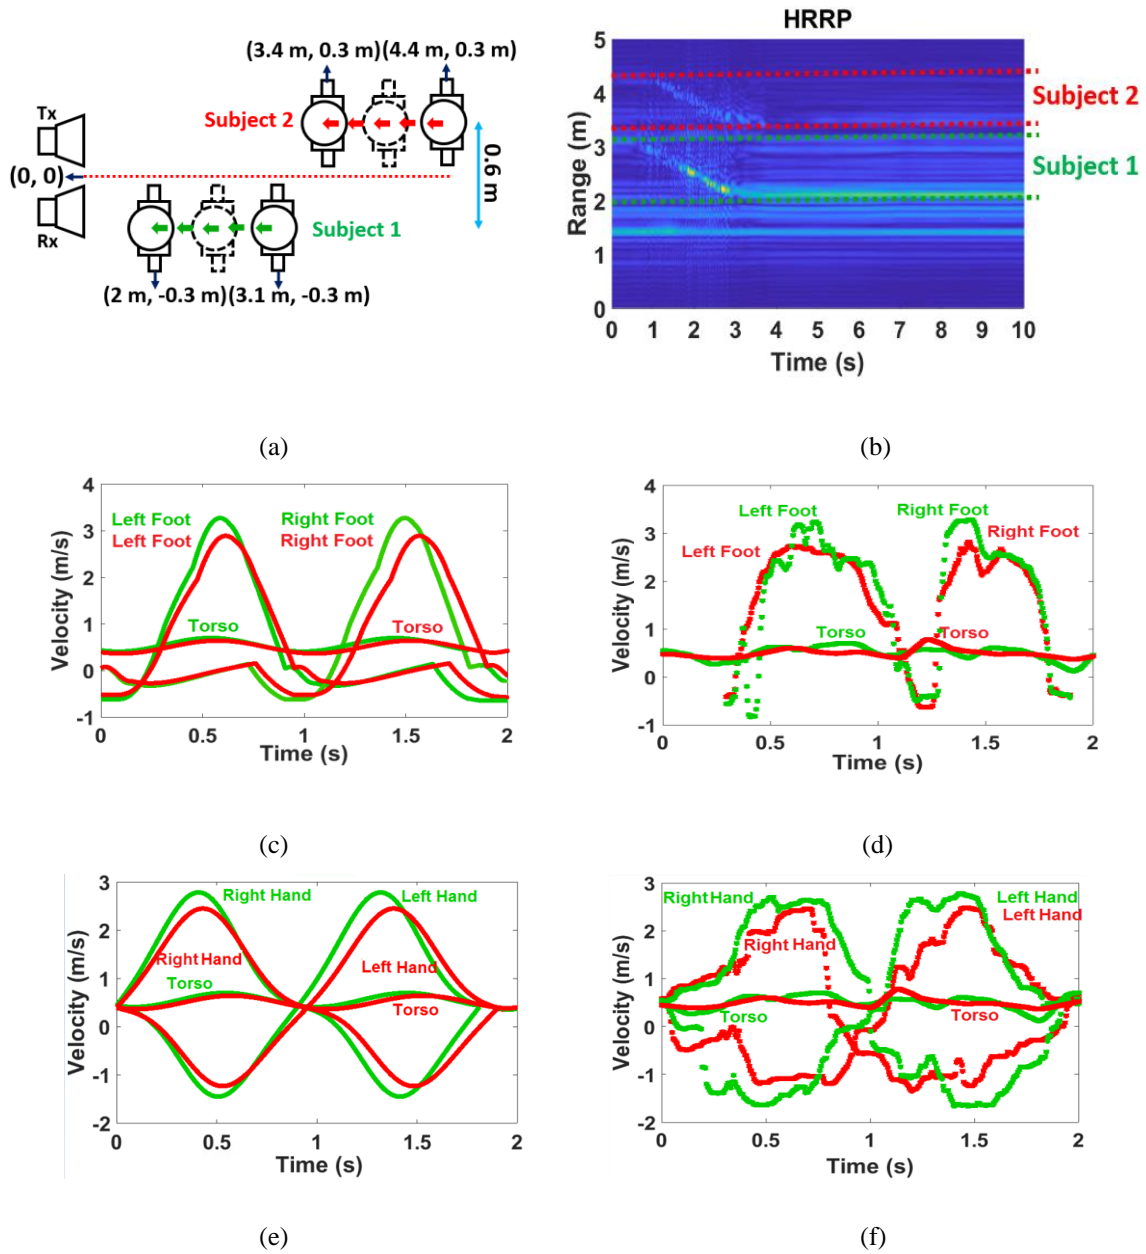 (3.4 m, 0.3 m)(4.4 m, 0.3 m)
Tx
Subject 2
(0, 0)
0.6 m
Rx
Subject 1
(2 m, -0.3 m)(3.1 m, -0.3 m)
(a)
HRRP
5
4
3
2
1
0
Range (m)
0 1 2 3 4 5 6 7 8 9 10
Time (s)
Subject 2
Subject 1
(b)
4
3
2
1
0
-1
Velocity (m/s)
Left Foot
Left Foot
Right Foot
Right Foot
Torso
Torso
0 0.5 1 1.5 2
Time (s)
(c)
4
3
2
1
0
-1
Velocity (m/s)
Left Foot
Left Foot
Right Foot
Right Foot
Torso
Torso
0.5 1 1.5 2
Time (s)
(d)
3
2
1
0
-1
-2
Velocity (m/s)
Right Hand
Left Hand
Right Hand
Left Hand
Torso
Torso
0 0.5 1 1.5 2
Time (s)
(e)
3
2
1
0
-1
-2
Velocity (m/s)
Right Hand
Left Hand
Left Hand
Right Hand
Torso
Torso
0 0.5 1 1.5 2
Time (s)
(f)